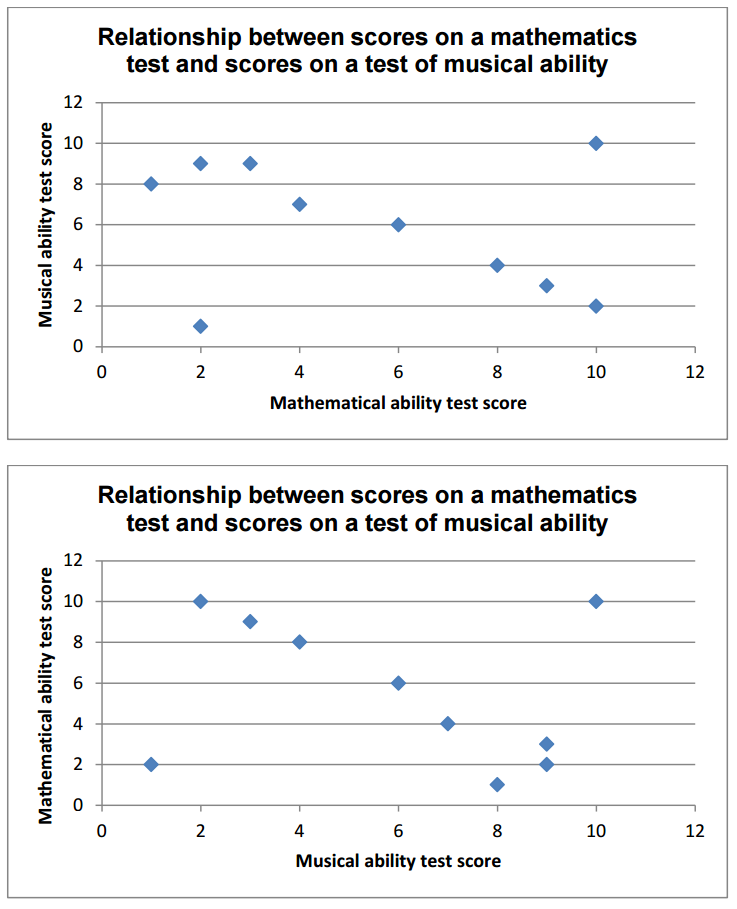 Relationship between scores on a mathematics
test and scores on a test of musical ability
Musical ability test score
12
10
8
6
4
2
0
0 2 4 6 8 10 12
Mathematical ability test score
Relationship between scores on a mathematics
test and scores on a test of musical ability
Mathematical ability test score
12
10
8
6
4
2
0
0 2 4 6 8 10 12
Musical ability test score